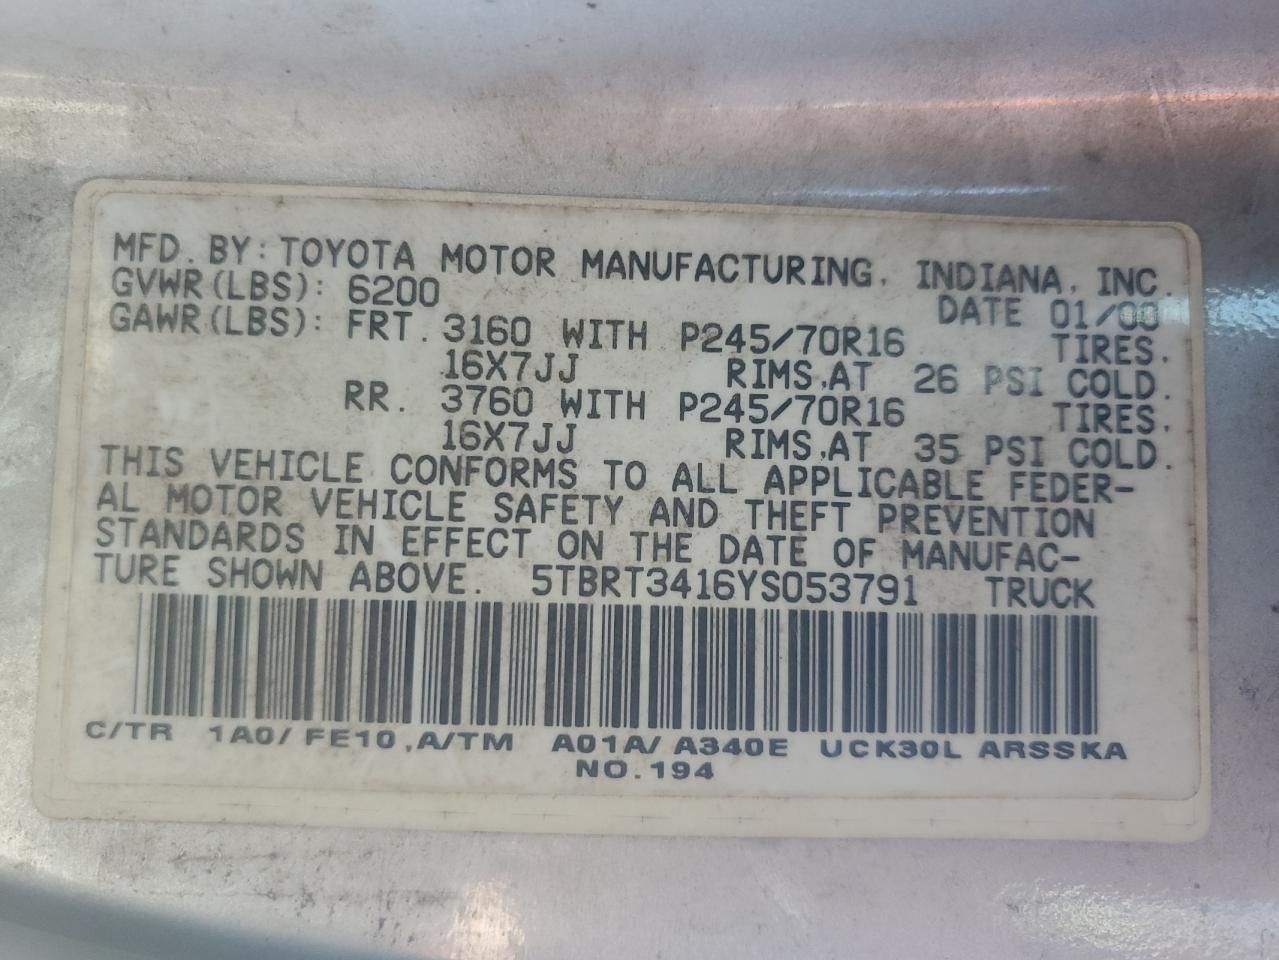 MFD. BY: TOYOTA MOTOR MANUFACTURING, INDIANA, INC.
GVWR(LBS): 6200 DATE 01/00
GAWR(LBS): FRT. 3160 WITH P245/70R16 TIRES.
16X7JJ RIMS,AT 26 PSI COLD.
RR. 3760 WITH P245/70R16 TIRES.
16X7JJ RIMS,AT 35 PSI COLD.
THIS VEHICLE CONFORMS TO ALL APPLICABLE FEDER-
AL MOTOR VEHICLE SAFETY AND THEFT PREVENTION
STANDARDS IN EFFECT ON THE DATE OF MANUFAC-
TURE SHOWN ABOVE. 5TBRT3416YS053791 TRUCK
C/TR 1A0/FE10,A/TM A01A/A340E UCK30L ARSSKA
NO.194